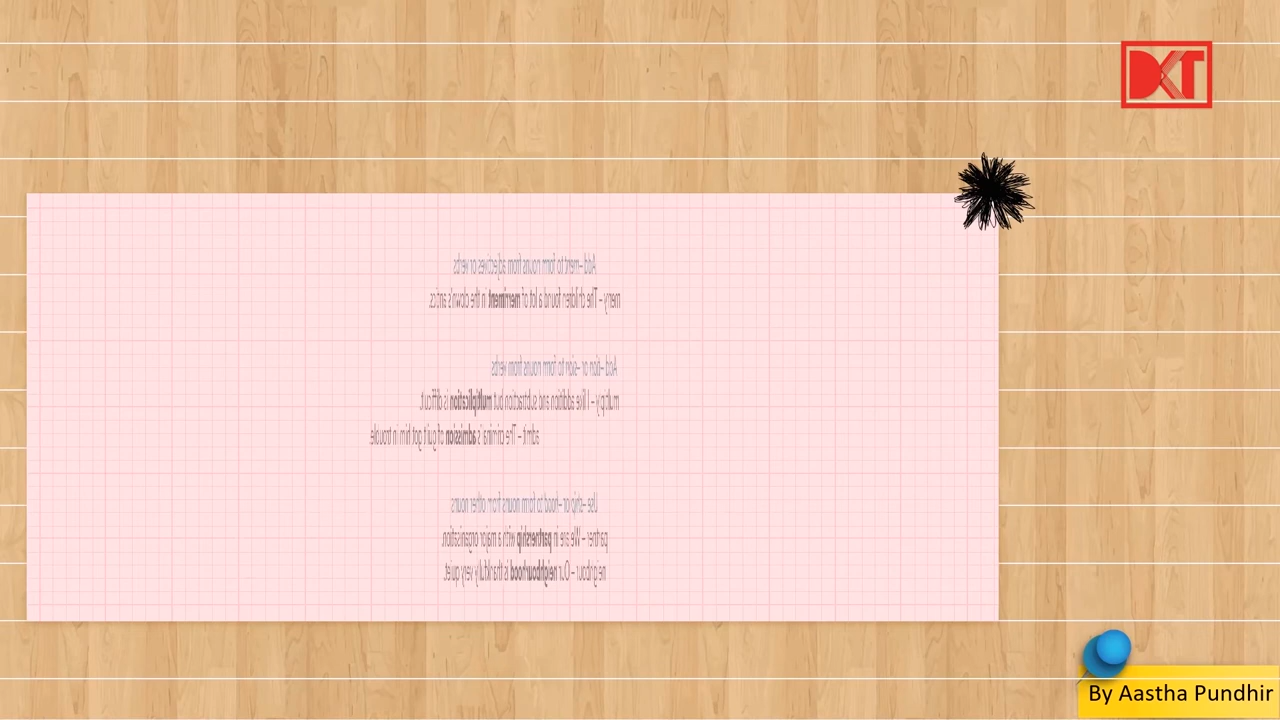 DKT
Add –ment to form nouns from adjectives or verbs
merry – The children found a lot of merriment in the clown's antics.
Add –tion or –sion to form nouns from verbs
multiply – I like addition and subtraction but multiplication is difficult.
admit – The criminal's admission of guilt got him in trouble.
Use –ship or –hood to form nouns from other nouns
partner – We are in partnership with a major organisation.
neighbour – Our neighbourhood is thankfully very quiet.
By Aastha Pundhir